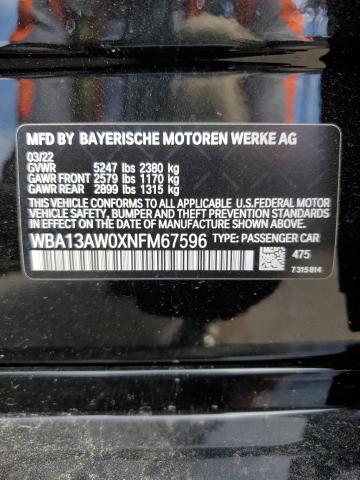 MFD BY BAYERISCHE MOTOREN WERKE AG
03/22
GVWR 5247 lbs 2380 kg
GAWR FRONT 2579 lbs 1170 kg
GAWR REAR 2899 lbs 1315 kg
THIS VEHICLE CONFORMS TO ALL APPLICABLE
U.S.FEDERAL MOTOR
VEHICLE SAFETY, BUMPER, AND THEFT PREVENTION STANDARDS
IN EFFECT ON THE DATE OF MANUFACTURE SHOWN ABOVE.
WBA13AW0XNFM67596 TYPE: PASSENGER CAR
475
7 315 814